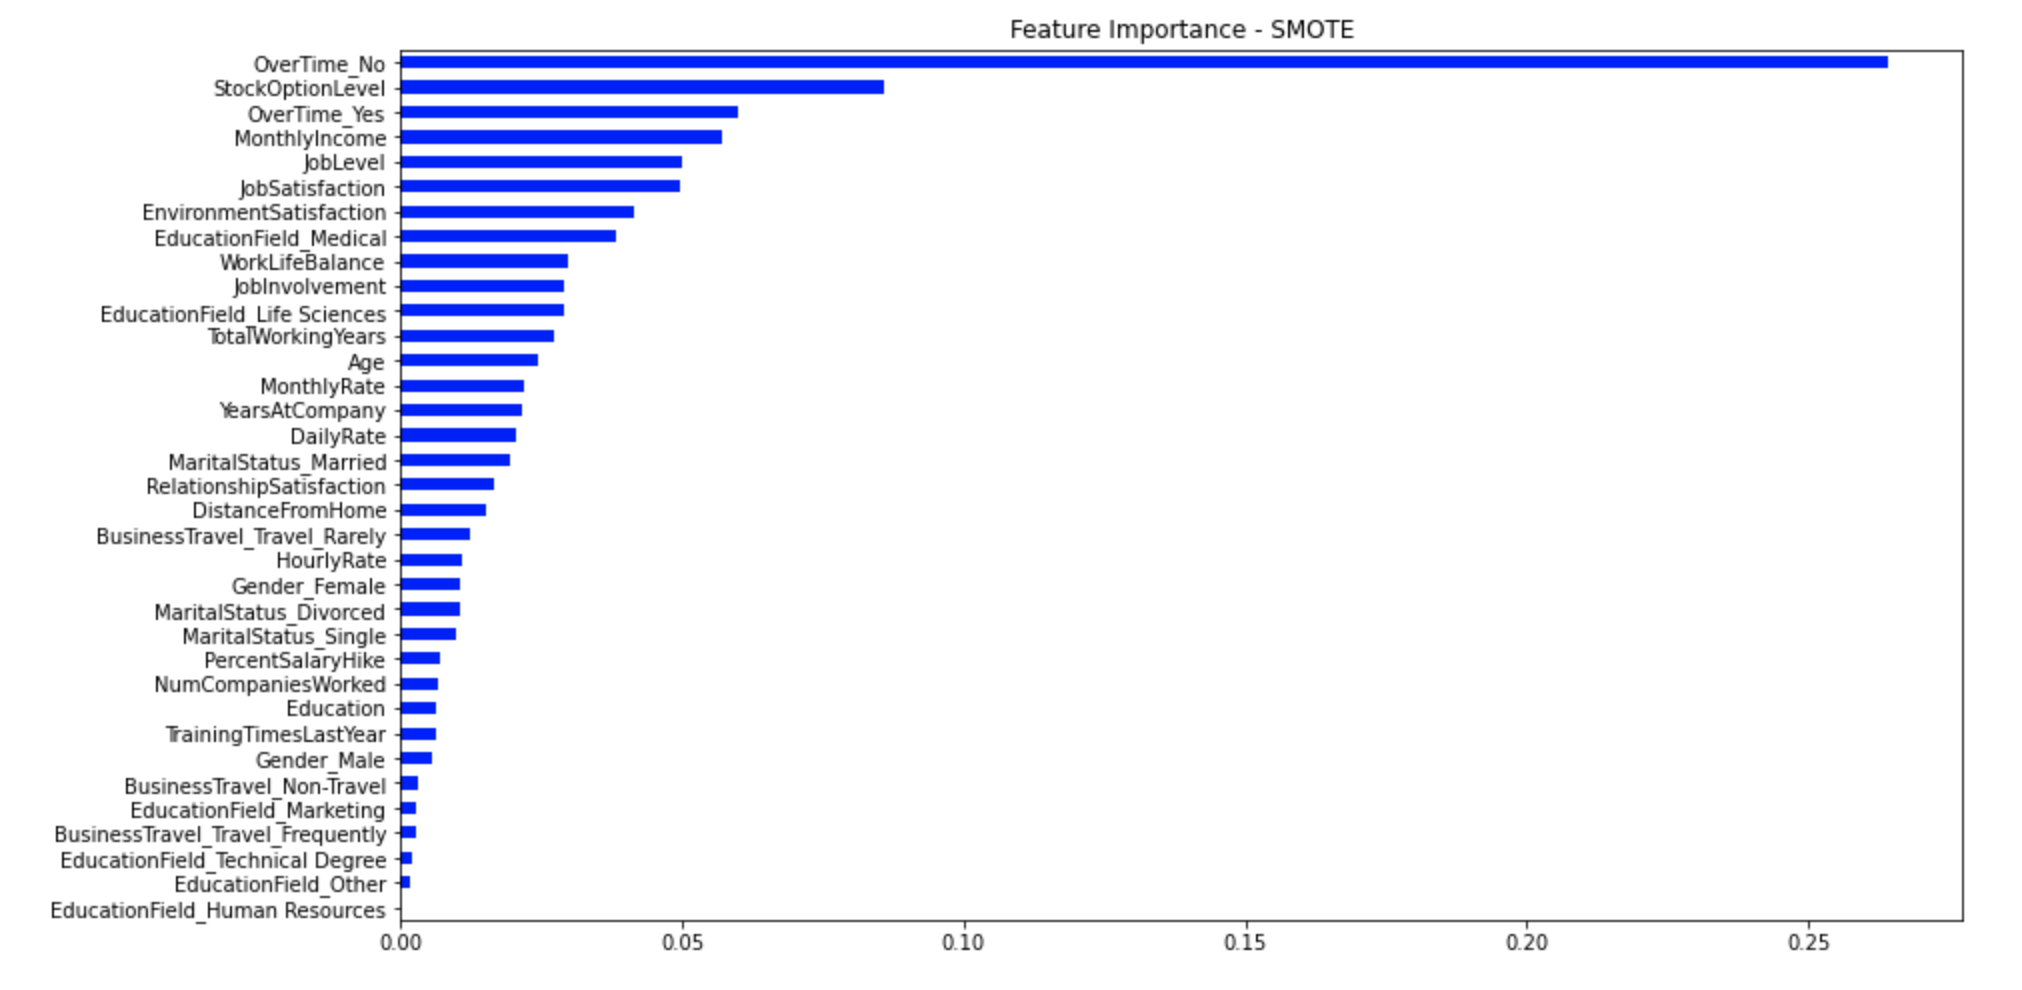 Feature Importance - SMOTE
OverTime_No
StockOptionLevel
OverTime_Yes
MonthlyIncome
JobLevel
JobSatisfaction
EnvironmentSatisfaction
EducationField_Medical
WorkLifeBalance
JobInvolvement
EducationField_Life Sciences
TotalWorkingYears
Age
MonthlyRate
YearsAtCompany
DailyRate
MaritalStatus_Married
RelationshipSatisfaction
DistanceFromHome
BusinessTravel_Travel_Rarely
HourlyRate
Gender_Female
MaritalStatus_Divorced
MaritalStatus_Single
PercentSalaryHike
NumCompaniesWorked
Education
TrainingTimesLastYear
Gender_Male
BusinessTravel_Non-Travel
EducationField_Marketing
BusinessTravel_Travel_Frequently
EducationField_Technical Degree
EducationField_Other
EducationField_Human Resources
0.00 0.05 0.10 0.15 0.20 0.25